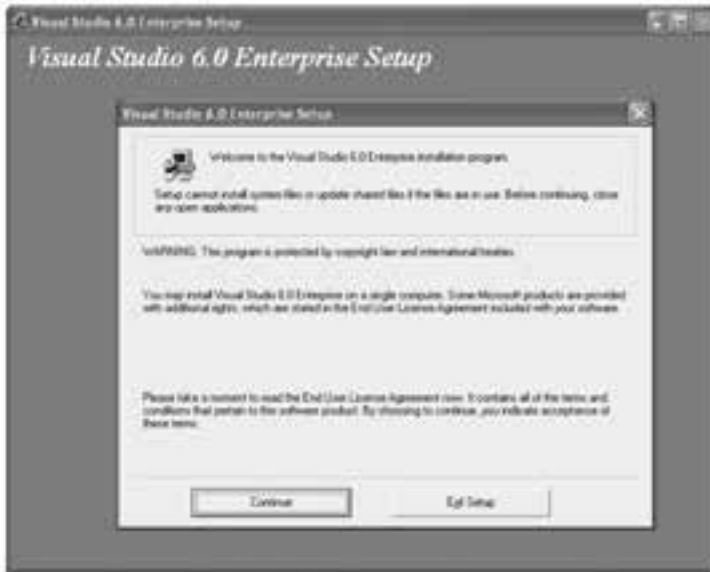 Visual Studio 6.0 Enterprise Setup
Visual Studio 6.0 Enterprise Setup
Visual Studio 6.0 Enterprise Setup
Welcome to the Visual Studio 6.0 Enterprise installation program.
Setup cannot install system files or update shared files if the files are in use. Before continuing, close
any open applications.
WARNING: This program is protected by copyright law and international treaties.
You may install Visual Studio 6.0 Enterprise on a single computer. Some Microsoft products are provided
with additional rights, which are stated in the End User License Agreement included with your software.
Please take a moment to read the End User License Agreement now. It contains all of the terms and
conditions that pertain to this software product. By choosing to continue, you indicate acceptance of
these terms.
Continue
Exit Setup